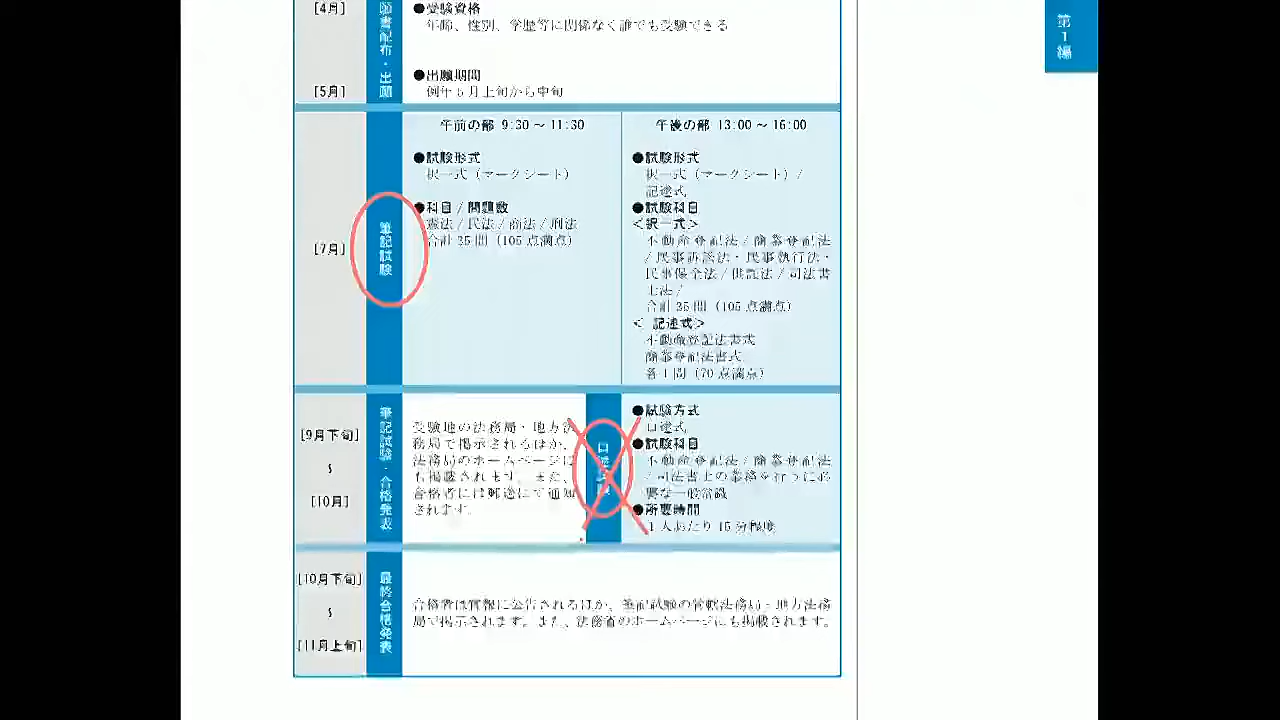 [4月]
願書配布・出願
●受験資格
年齢、性別、学歴等に関係なく誰でも受験できる
●出願期間
[5月]
例年5月上旬から中旬
第1編
午前の部 9:30 ~ 11:30
●試験形式
択一式（マークシート）
●科目 / 問題数
憲法 / 民法 / 商法 / 刑法
合計 35 問（105 点満点）
[7月]
筆記試験
午後の部 13:00 ~ 16:00
●試験形式
択一式（マークシート）/
記述式
●試験科目
<択一式>
不動産登記法 / 商業登記法
/ 民事訴訟法・民事執行法・
民事保全法 / 供託法 / 司法書
士法 /
合計 35 問（105 点満点）
< 記述式>
不動産登記法書式
商業登記法書式
各 1 問（70 点満点）
[9月下旬]
~
[10月]
筆記試験・合格発表
受験地の法務局・地方法
務局で掲示されるほか、
法務局のホームページに
も掲載されます。また、
合格者には郵送にて通知
されます。
口
●試験方式
口述式
●試験科目
不動産登記法 / 商業登記法
/ 司法書士の業務を行うに必
要な一般常識
●所要時間
1 人あたり 15 分程度
[10月下旬]
~
[11月上旬]
最終合格発表
合格者は官報に公告されるほか、筆記試験の管轄法務局・地方法務
局で掲示されます。また、法務省のホームページにも掲載されます。